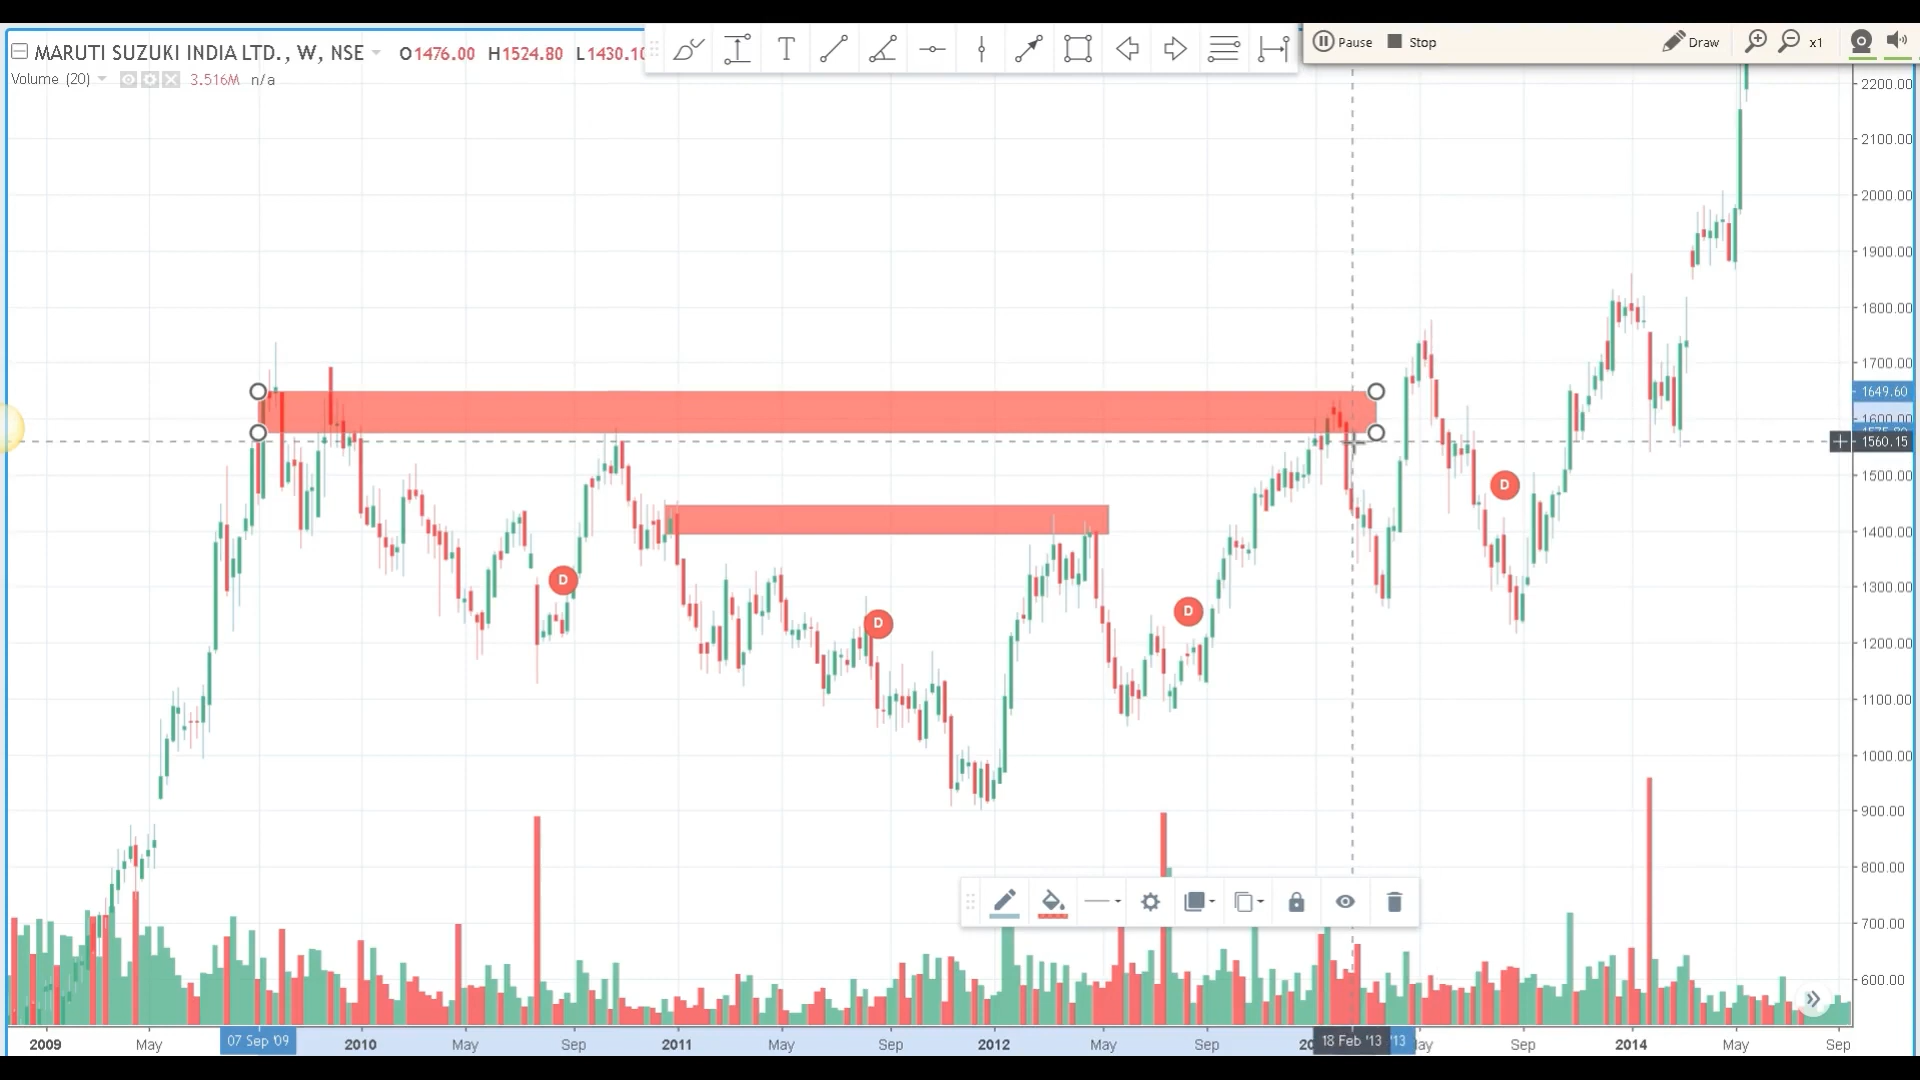 MARUTI SUZUKI INDIA LTD., W, NSE O1476.00 H1524.80 L1430.10
Pause Stop Draw x1
Volume (20) 3.516M n/a
T
2200.00
2100.00
2000.00
1900.00
1800.00
1700.00
1649.60
1600.00
1560.15
1500.00
D
1400.00
D
1300.00
D
D
1200.00
1100.00
1000.00
900.00
800.00
700.00
600.00
2009 May 07 Sep '09 2010 May Sep 2011 May Sep 2012 May Sep 18 Feb '13 '13 Sep 2014 May Sep